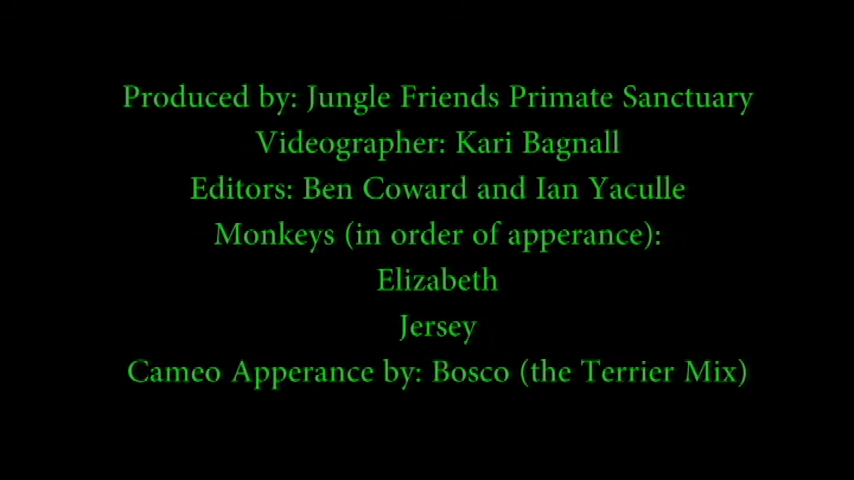 Produced by: Jungle Friends Primate Sanctuary
Videographer: Kari Bagnall
Editors: Ben Coward and Ian Yaculle
Monkeys (in order of apperance):
Elizabeth
Jersey
Cameo Apperance by: Bosco (the Terrier Mix)